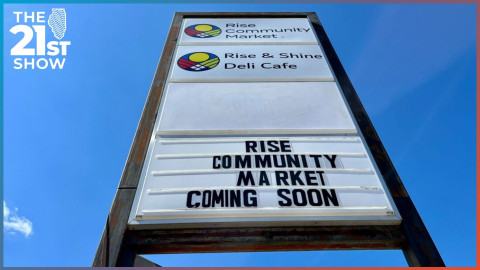 THE
21ST
SHOW
Rise
Community
Market
Rise & Shine
Deli Cafe
RISE
COMMUNITY
MARKET
COMING SOON